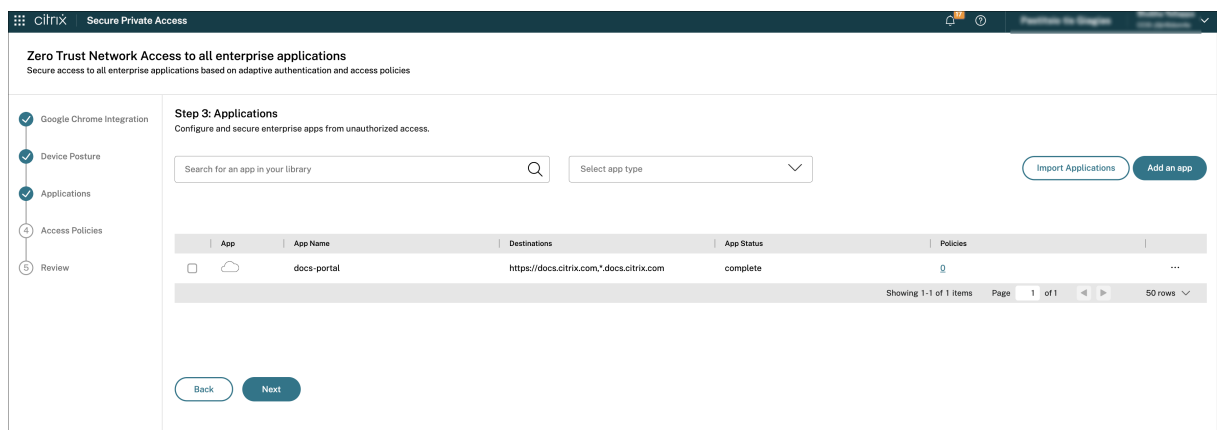 citrix Secure Private Access
Zero Trust Network Access to all enterprise applications
Secure access to all enterprise applications based on adaptive authentication and access policies
Google Chrome Integration
Device Posture
Applications
4 Access Policies
5 Review
Step 3: Applications
Configure and secure enterprise apps from unauthorized access.
Search for an app in your library
Select app type
Import Applications
Add an app
App App Name Destinations App Status Policies
docs-portal https://docs.citrix.com,*.docs.citrix.com complete 0 ...
Showing 1-1 of 1 items Page 1 of 1 50 rows
Back Next